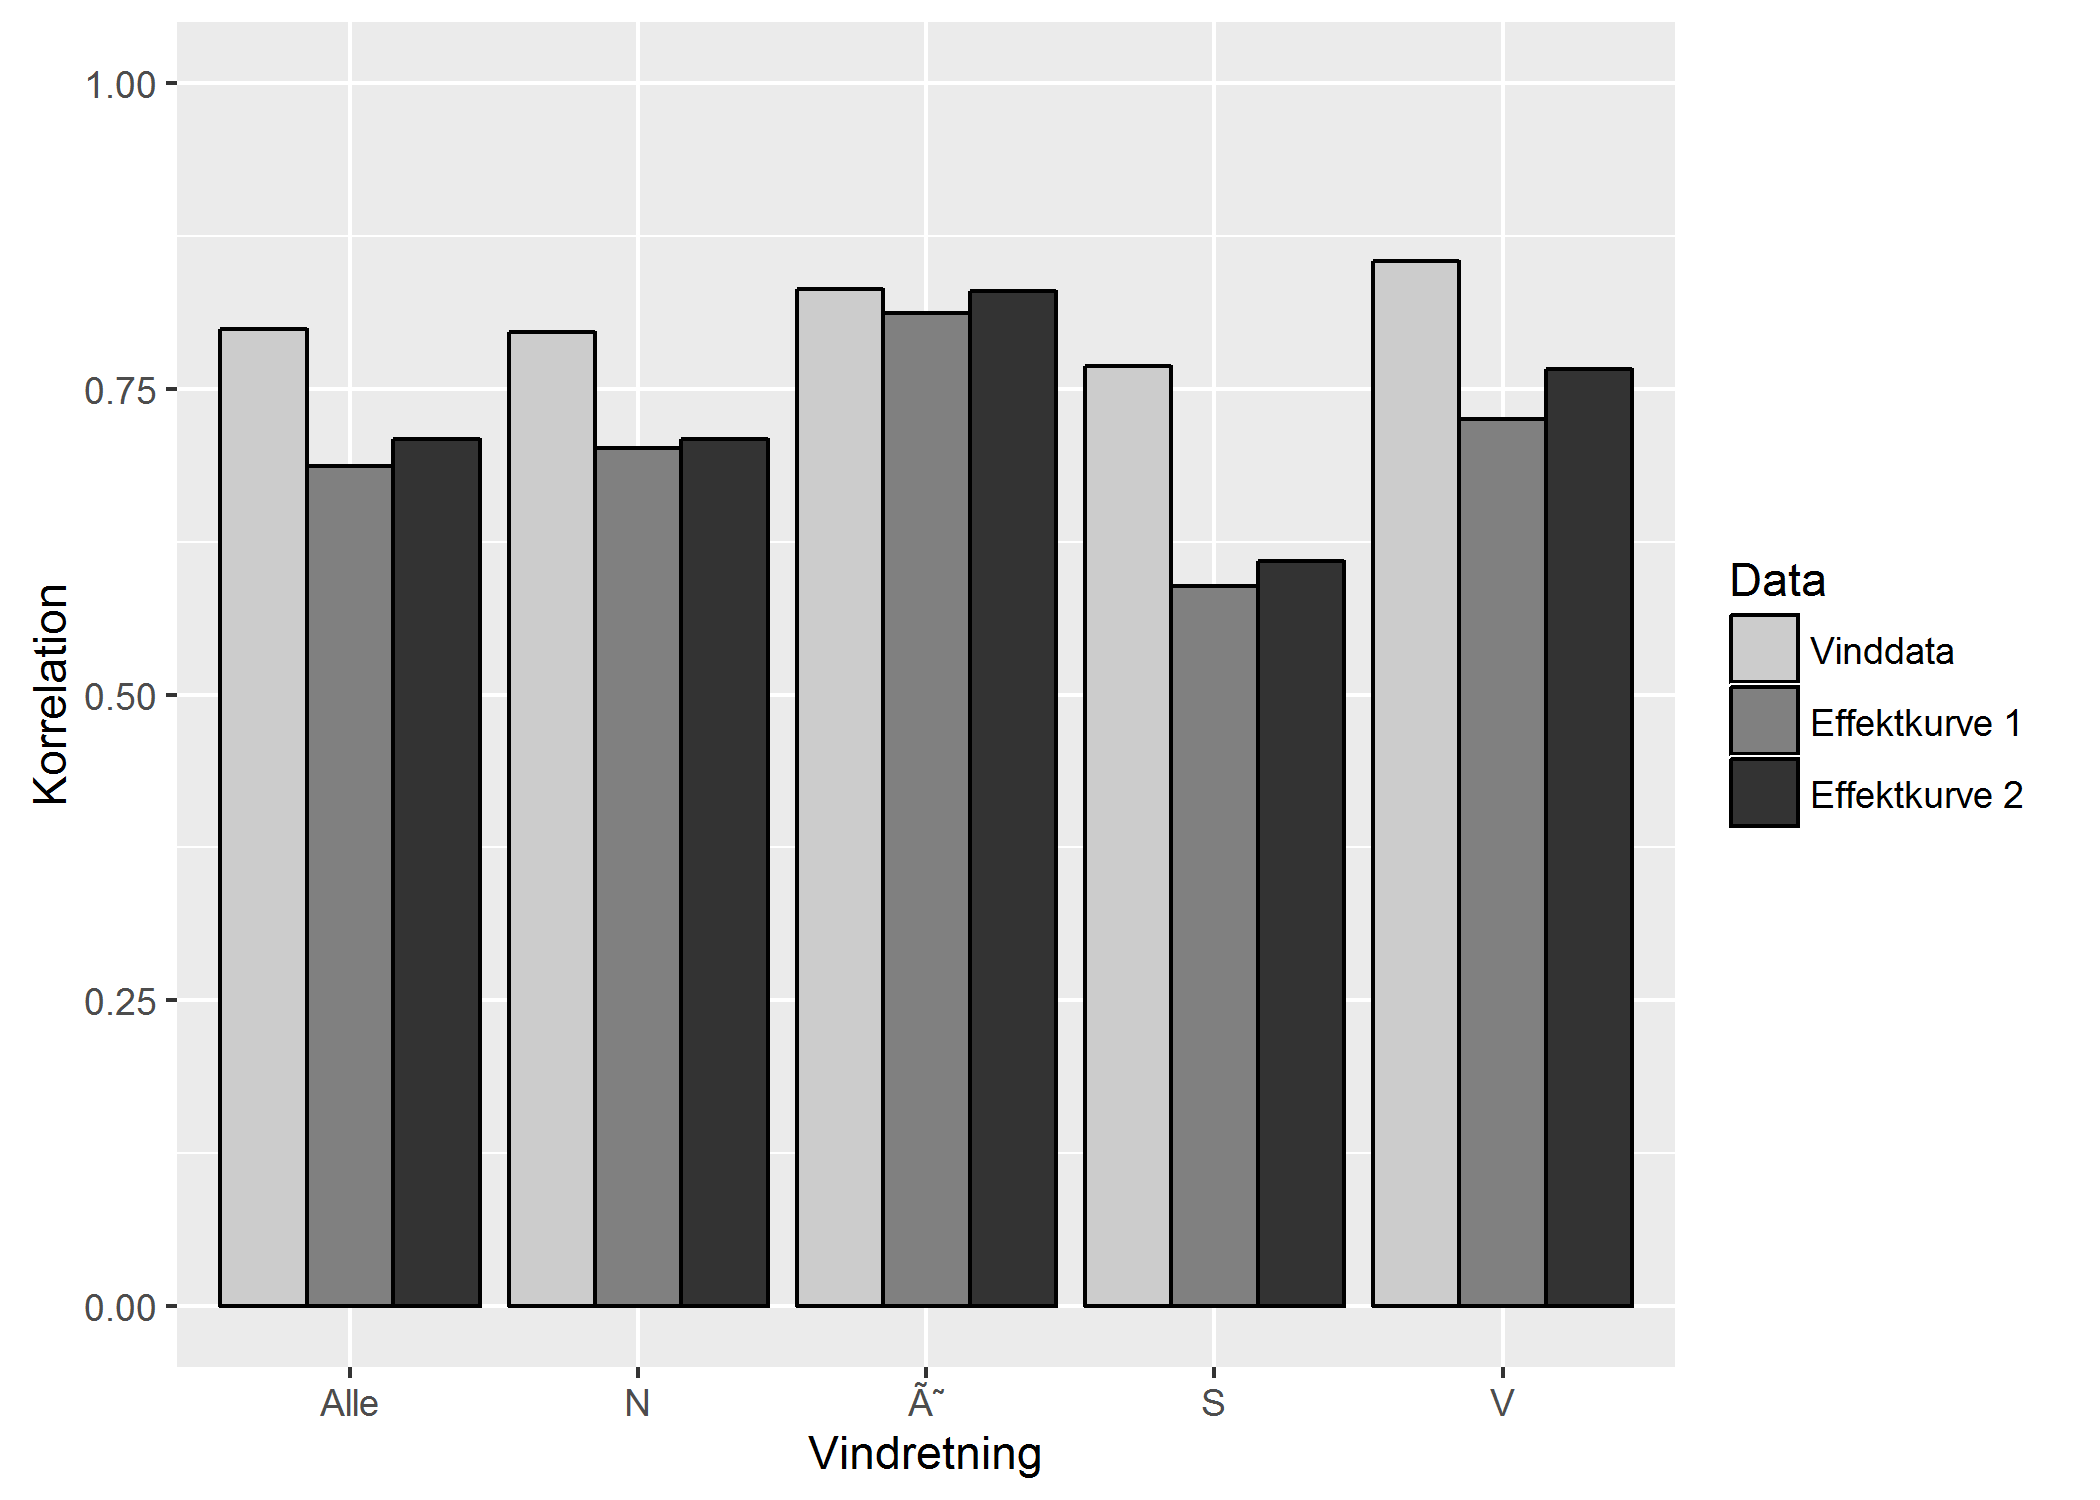 1.00
0.75
0.50
0.25
0.00
Korrelation
Alle
N
Ã˜
S
V
Vindretning
Data
Vinddata
Effektkurve 1
Effektkurve 2